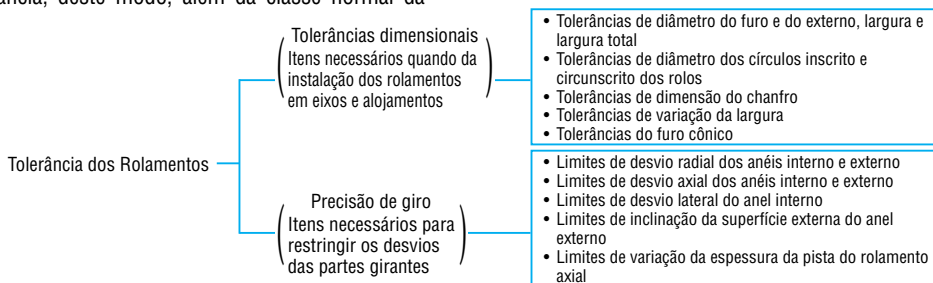 ância, deste modo, além da classe normal da
Tolerância dos Rolamentos
Tolerâncias dimensionais
Itens necessários quando da
instalação dos rolamentos
em eixos e alojamentos
• Tolerâncias de diâmetro do furo e do externo, largura e
largura total
• Tolerâncias de diâmetro dos círculos inscrito e
circunscrito dos rolos
• Tolerâncias de dimensão do chanfro
• Tolerâncias de variação da largura
• Tolerâncias do furo cônico
Precisão de giro
Itens necessários para
restringir os desvios
das partes girantes
• Limites de desvio radial dos anéis interno e externo
• Limites de desvio axial dos anéis interno e externo
• Limites de desvio lateral do anel interno
• Limites de inclinação da superfície externa do anel
externo
• Limites de variação da espessura da pista do rolamento
axial